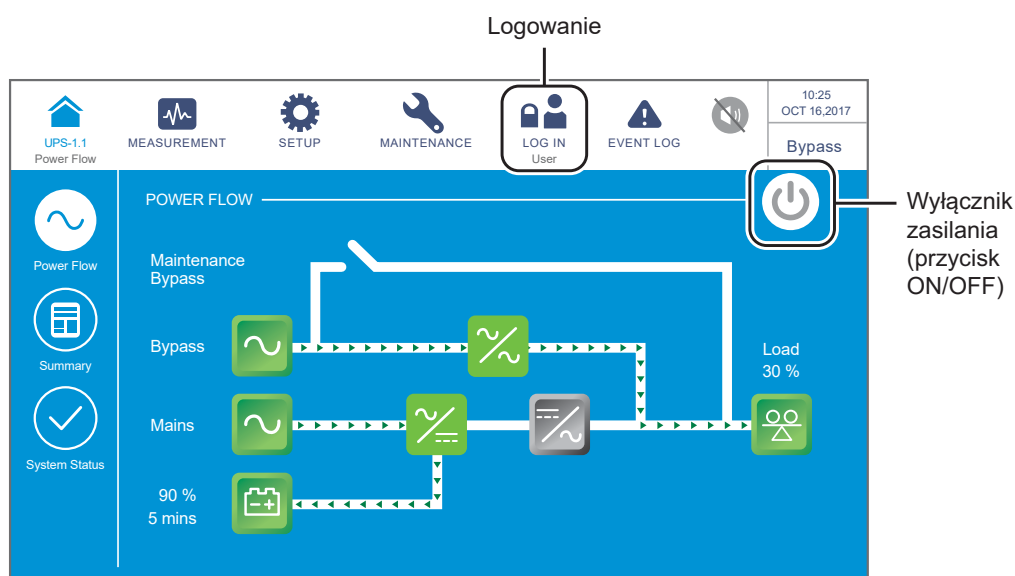 Logowanie
UPS-1.1
Power Flow
MEASUREMENT
SETUP
MAINTENANCE
LOG IN
User
EVENT LOG
10:25
OCT 16,2017
Bypass
Wyłącznik
zasilania
(przycisk
ON/OFF)
POWER FLOW
Power Flow
Summary
System Status
Maintenance
Bypass
Bypass
Mains
90 %
5 mins
Load
30 %